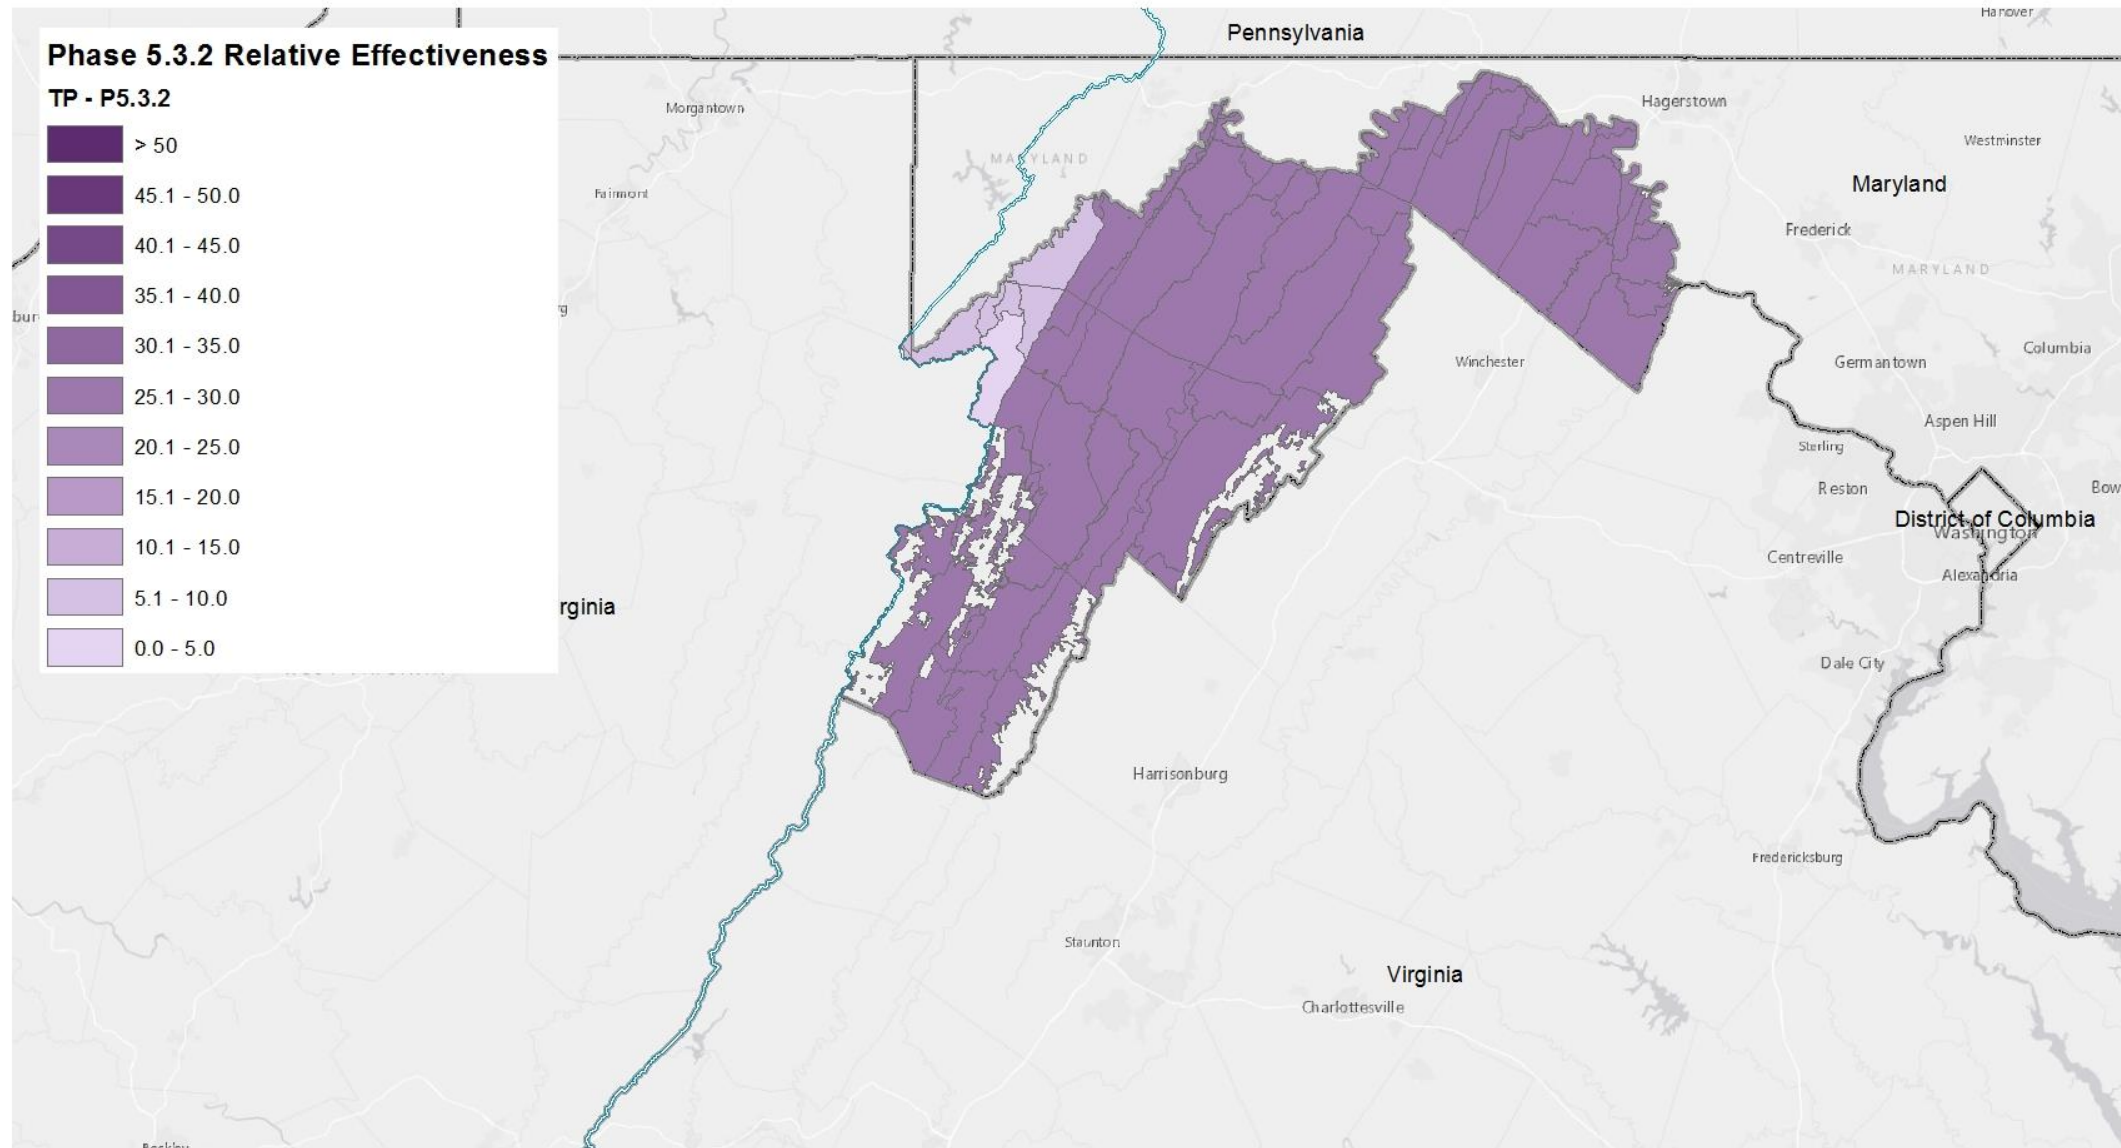 Phase 5.3.2 Relative Effectiveness
TP - P5.3.2
> 50
45.1 - 50.0
40.1 - 45.0
35.1 - 40.0
30.1 - 35.0
25.1 - 30.0
20.1 - 25.0
15.1 - 20.0
10.1 - 15.0
5.1 - 10.0
0.0 - 5.0
Hanover
Pennsylvania
Morgantown
Hagerstown
Westminster
MARYLAND
Maryland
Fairmont
Frederick
MARYLAND
bur
rg
Winchester
Germantown
Columbia
Aspen Hill
Sterling
Reston
Bow
District of Columbia
Washington
Centreville
Alexandria
rginia
Dale City
Harrisonburg
Fredericksburg
Staunton
Virginia
Charlottesville